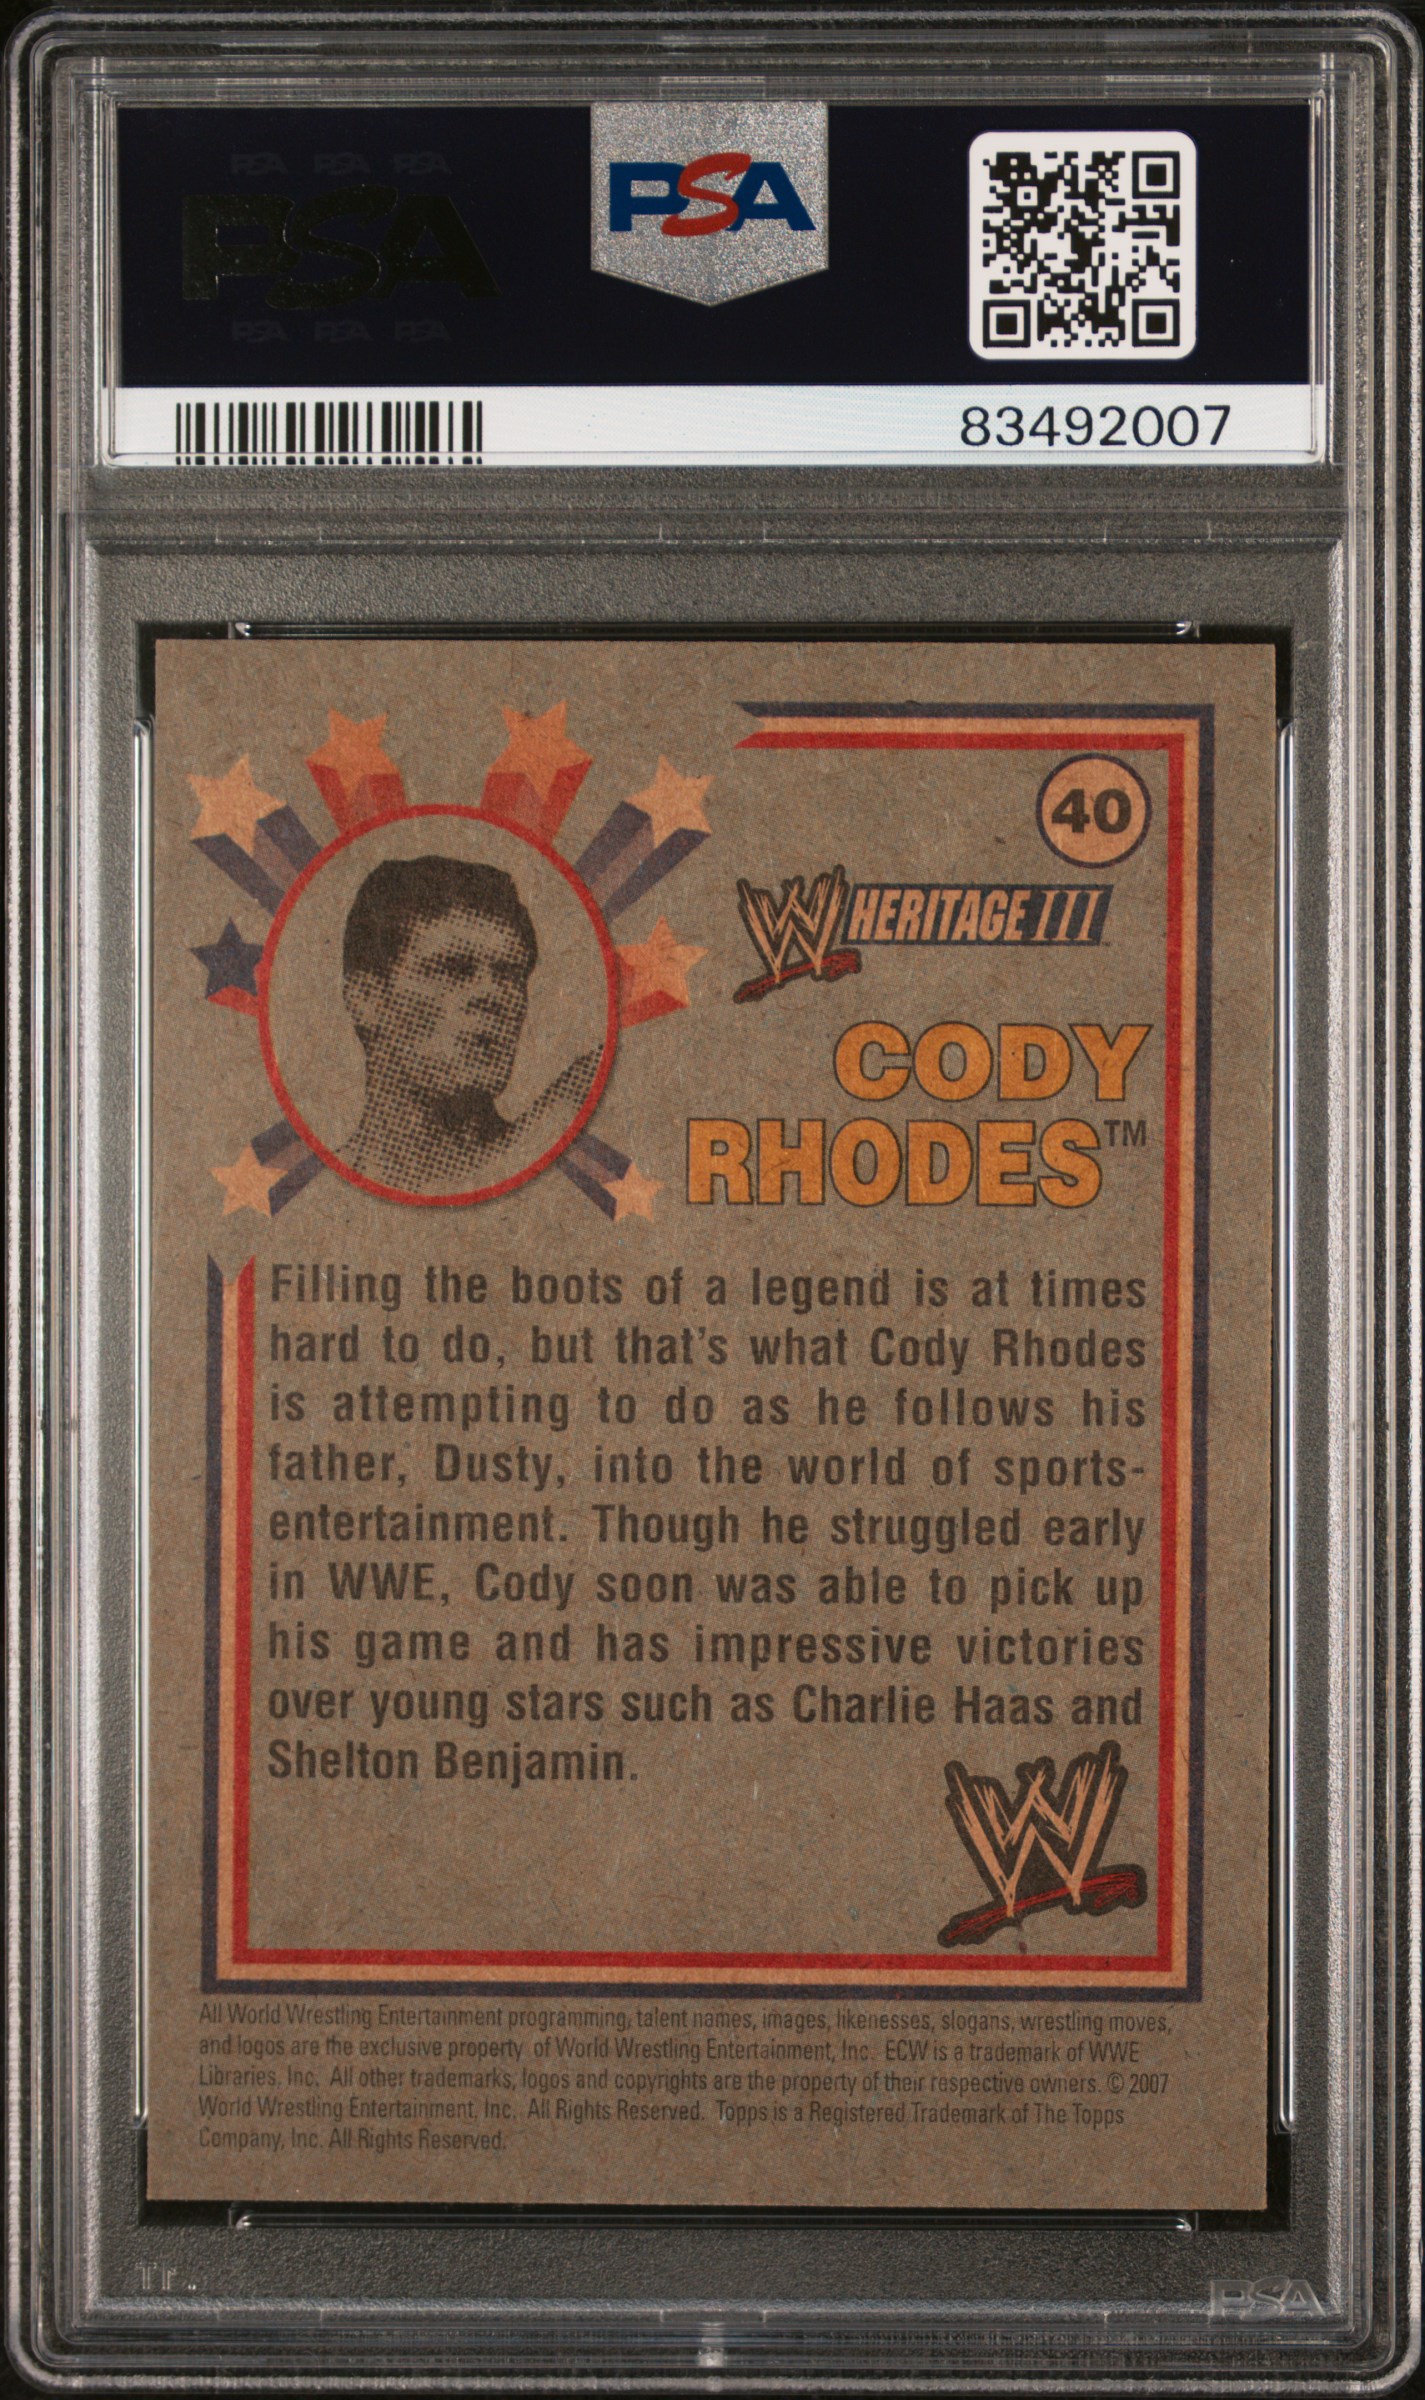 PSA PSA PSA
PSA
PSA PSA PSA
PSA
83492007
40
W HERITAGE III
CODY
RHODES™
Filling the boots of a legend is at times
hard to do, but that's what Cody Rhodes
is attempting to do as he follows his
father, Dusty, into the world of sports-
entertainment. Though he struggled early
in WWE, Cody soon was able to pick up
his game and has impressive victories
over young stars such as Charlie Haas and
Shelton Benjamin.
W
All World Wrestling Entertainment programming, talent names, images, likenesses, slogans, wrestling moves,
and logos are the exclusive property of World Wrestling Entertainment, Inc. ECW is a trademark of WWE
Libraries, Inc. All other trademarks, logos and copyrights are the property of their respective owners. © 2007
World Wrestling Entertainment, Inc. All Rights Reserved. Topps is a Registered Trademark of The Topps
Company, Inc. All Rights Reserved.
PSA